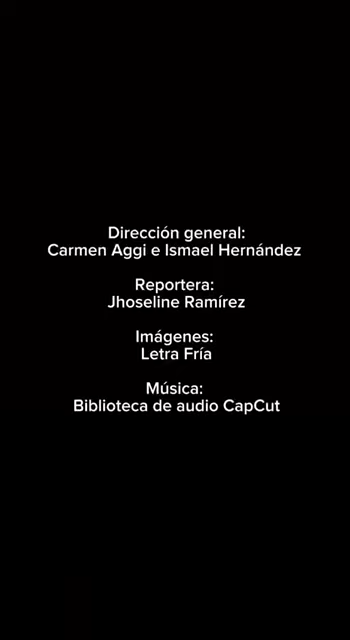 Dirección general:
Carmen Aggi e Ismael Hernández
Reportera:
Jhoseline Ramírez
Imágenes:
Letra Fría
Música:
Biblioteca de audio CapCut